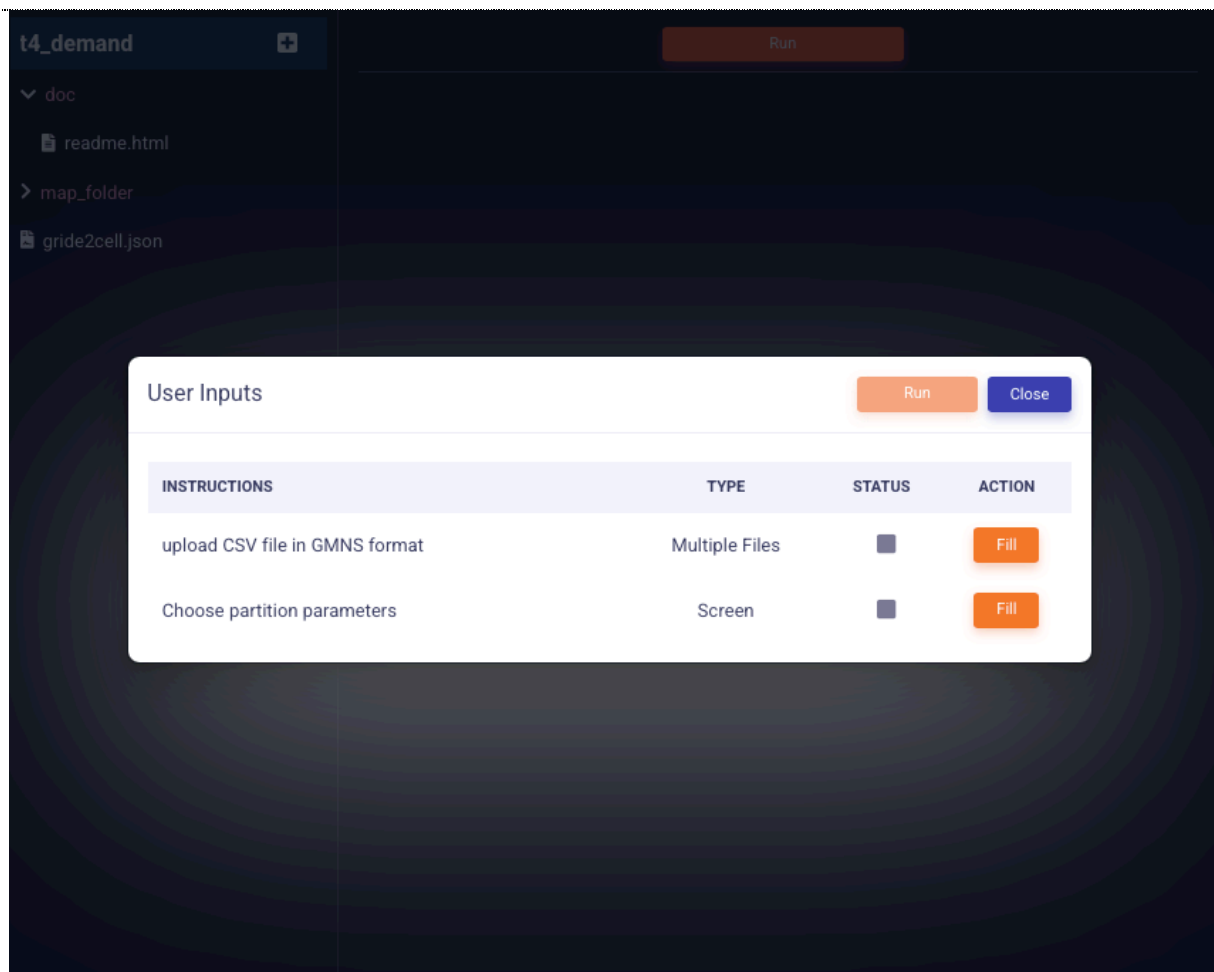 t4_demand
Run
doc
readme.html
map_folder
gride2cell.json
User Inputs
Run Close
INSTRUCTIONS TYPE STATUS ACTION
upload CSV file in GMNS format Multiple Files Fill
Choose partition parameters Screen Fill